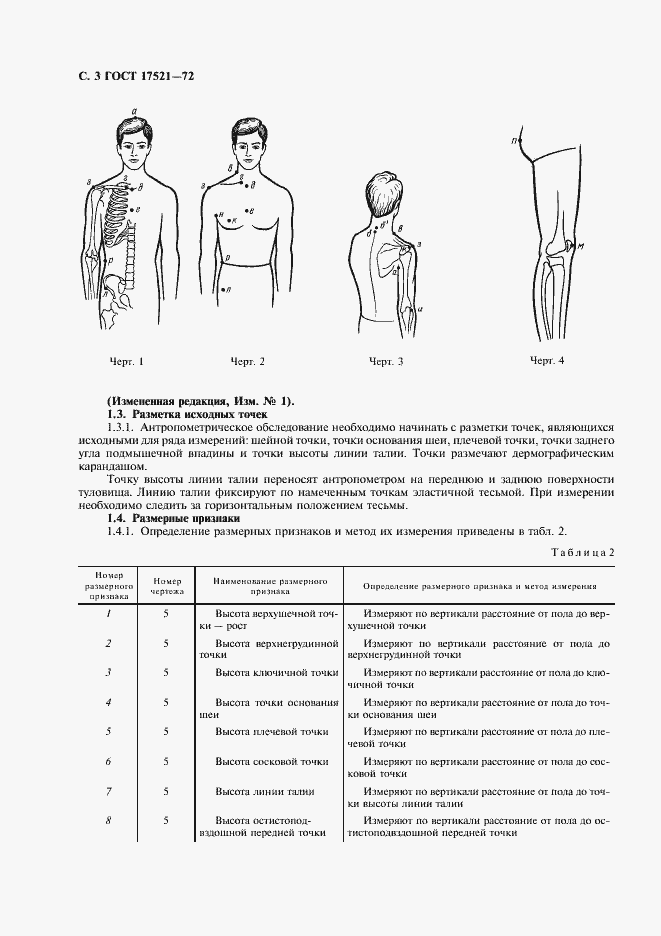 С. 3 ГОСТ 17521—72
Черт. 1
Черт. 2
Черт. 3
Черт. 4
(Измененная редакция, Изм. № 1).
1.3. Разметка исходных точек
1.3.1. Антропометрическое обследование необходимо начинать с разметки точек, являющихся
исходными для ряда измерений: шейной точки, точки основания шеи, плечевой точки, точки заднего
угла подмышечной впадины и точки высоты линии талии. Точки размечают дермографическим
карандашом.
Точку высоты линии талии переносят антропометром на переднюю и заднюю поверхности
туловища. Линию талии фиксируют по намеченным точкам эластичной тесьмой. При измерении
необходимо следить за горизонтальным положением тесьмы.
1.4. Размерные признаки
1.4.1. Определение размерных признаков и метод их измерения приведены в табл. 2.
Таблица 2
Номер размерного признака
Номер чертежа
Наименование размерного признака
Определение размерного признака и метод измерения
1
5
Высота верхушечной точ-
ки — рост
Измеряют по вертикали расстояние от пола до вер-
хушечной точки
2
5
Высота верхнегрудинной
точки
Измеряют по вертикали расстояние от пола до
верхнегрудинной точки
3
5
Высота ключичной точки
Измеряют по вертикали расстояние от пола до клю-
чичной точки
4
5
Высота точки основания
шеи
Измеряют по вертикали расстояние от пола до точ-
ки основания шеи
5
5
Высота плечевой точки
Измеряют по вертикали расстояние от пола до пле-
чевой точки
6
5
Высота сосковой точки
Измеряют по вертикали расстояние от пола до сос-
ковой точки
7
5
Высота линии талии
Измеряют по вертикали расстояние от пола до точ-
ки высоты линии талии
8
5
Высота остистопод-
вздошной передней точки
Измеряют по вертикали расстояние от пола до ос-
тистоподвздошной передней точки